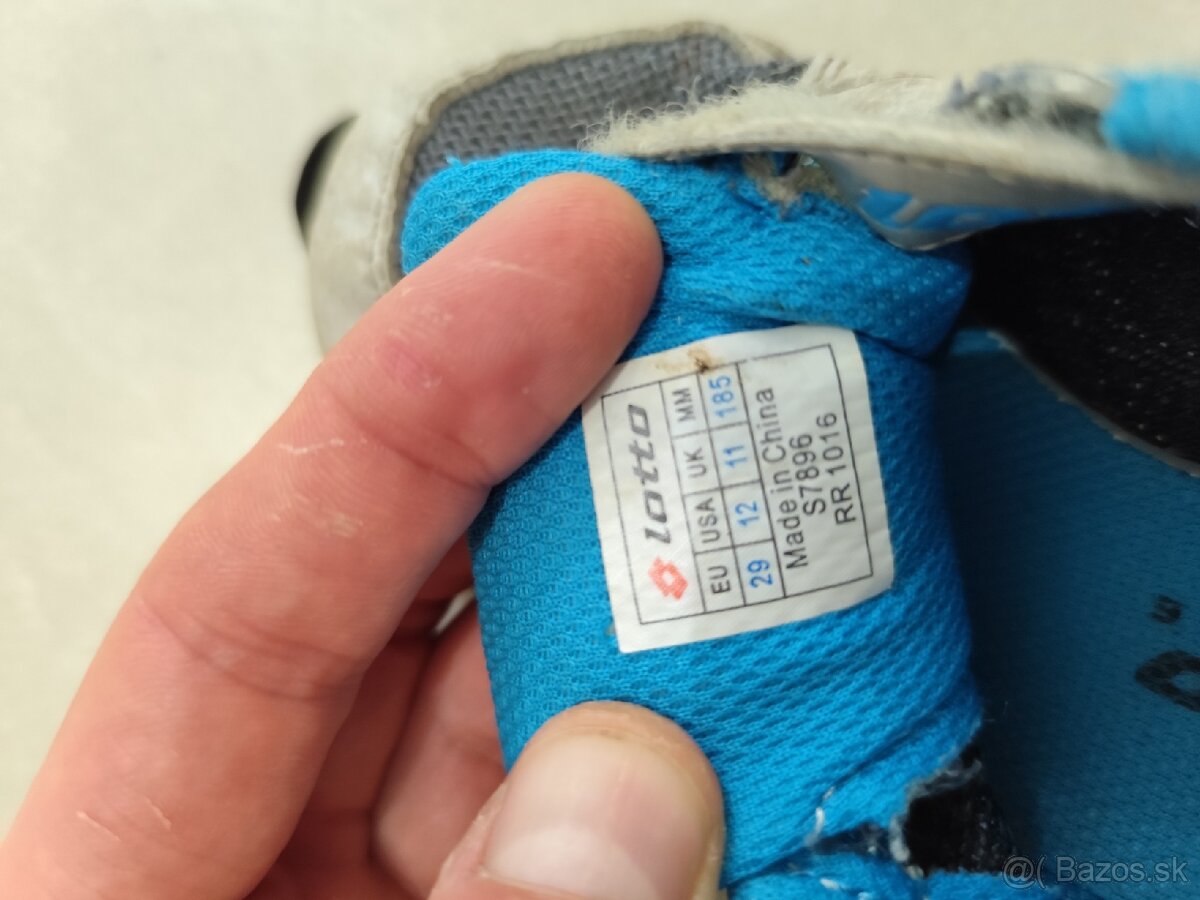 lotto
EU USA UK MM
29 12 11 185
Made in China
S7896
RR 1016
@( Bazos.sk